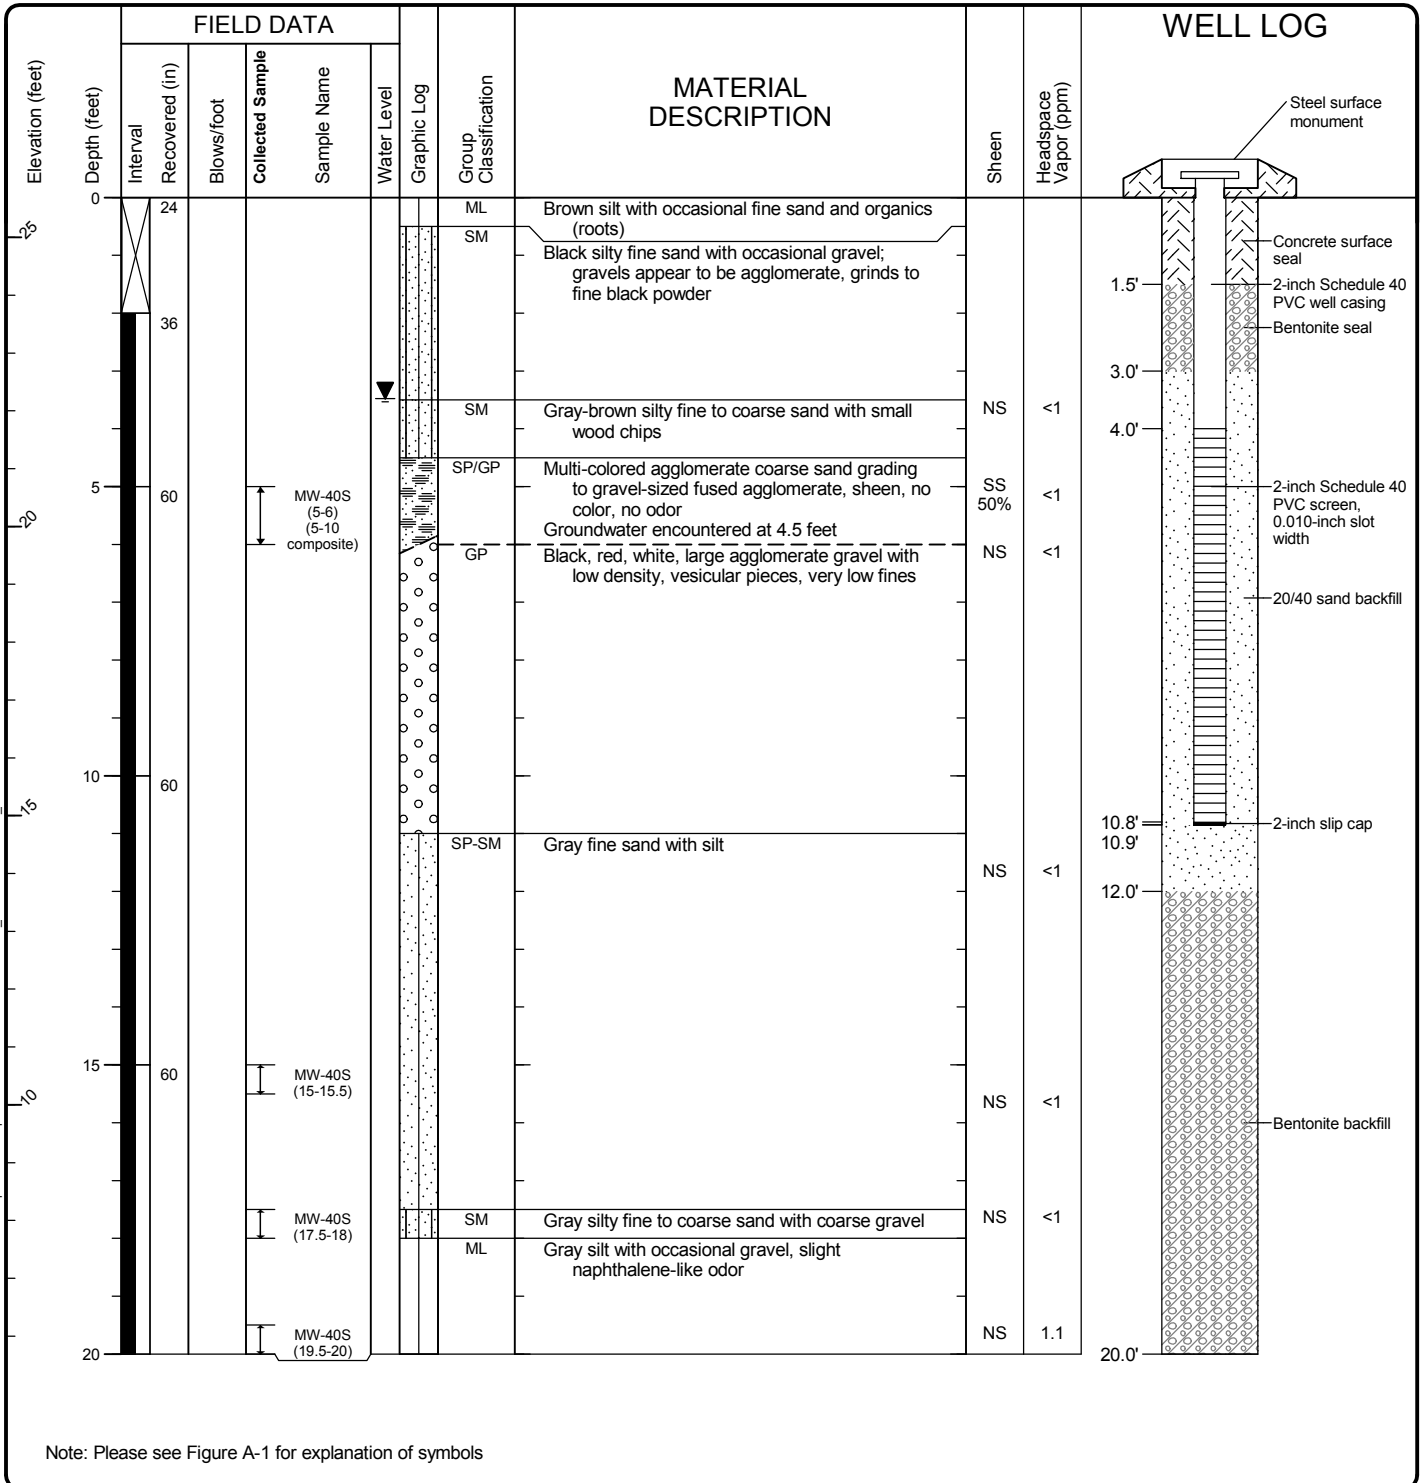 FIELD DATA
WELL LOG
Elevation (feet)
Depth (feet)
Interval
Recovered (in)
Blows/foot
Collected Sample
Sample Name
Water Level
Graphic Log
Group
Classification
MATERIAL
DESCRIPTION
Sheen
Headspace
Vapor (ppm)
Steel surface
monument
0
24
ML
Brown silt with occasional fine sand and organics
(roots)
25
SM
Black silty fine sand with occasional gravel;
gravels appear to be agglomerate, grinds to
fine black powder
Concrete surface
seal
1.5'
2-inch Schedule 40
PVC well casing
36
Bentonite seal
3.0'
SM
Gray-brown silty fine to coarse sand with small
wood chips
NS
<1
4.0'
SP/GP
Multi-colored agglomerate coarse sand grading
to gravel-sized fused agglomerate, sheen, no
color, no odor
Groundwater encountered at 4.5 feet
5
60
MW-40S
(5-6)
(5-10
composite)
SS
50%
<1
2-inch Schedule 40
PVC screen,
0.010-inch slot
width
20
GP
Black, red, white, large agglomerate gravel with
low density, vesicular pieces, very low fines
NS
<1
20/40 sand backfill
10
60
15
10.8'
10.9'
2-inch slip cap
SP-SM
Gray fine sand with silt
NS
<1
12.0'
15
60
MW-40S
(15-15.5)
10
NS
<1
Bentonite backfill
MW-40S
(17.5-18)
SM
Gray silty fine to coarse sand with coarse gravel
NS
<1
ML
Gray silt with occasional gravel, slight
naphthalene-like odor
MW-40S
(19.5-20)
NS
1.1
20
20.0'
Note: Please see Figure A-1 for explanation of symbols